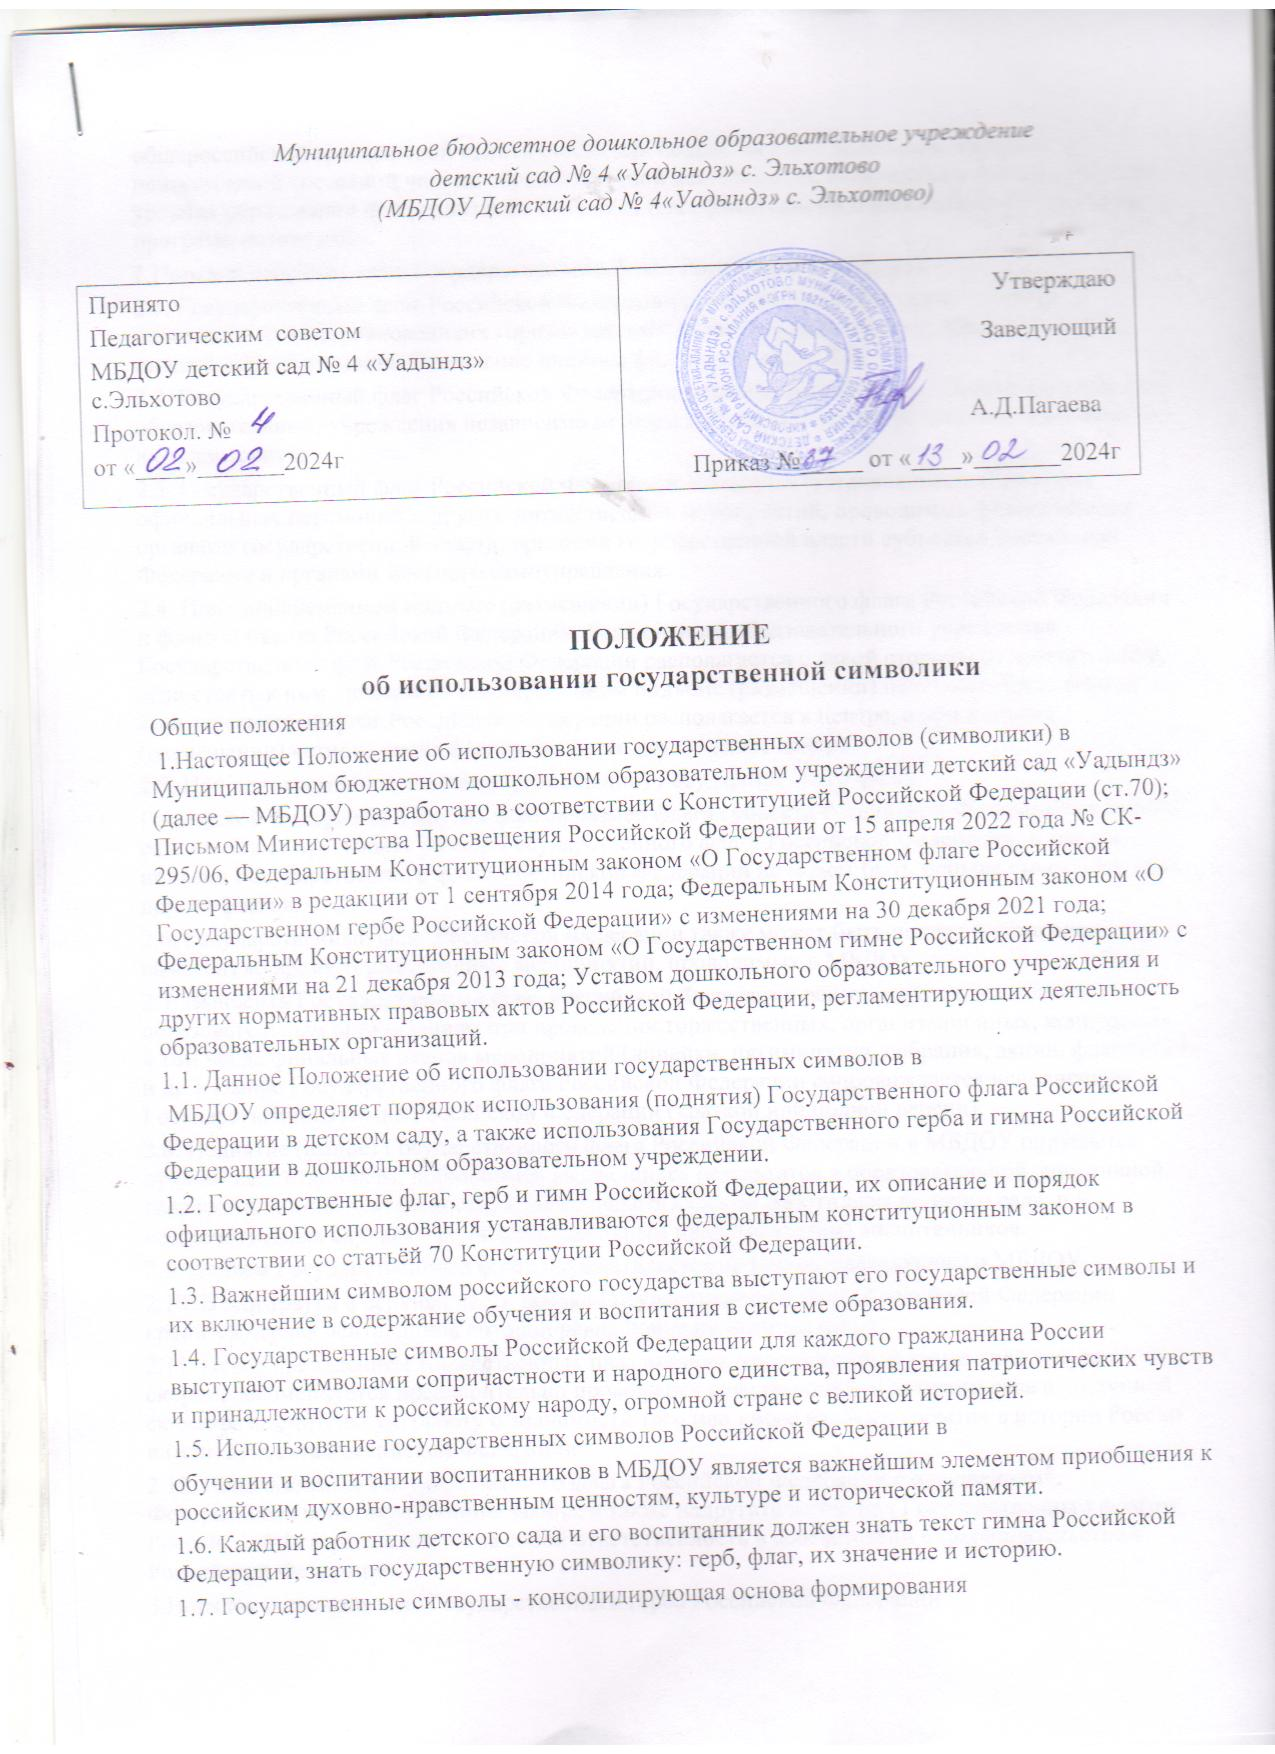 Муниципальное бюджетное дошкольное образовательное учреждение
детский сад № 4 «Уадындз» с. Эльхотово
(МБДОУ Детский сад № 4«Уадындз» с. Эльхотово)
Принято
Педагогическим советом
МБДОУ детский сад № 4 «Уадындз»
с.Эльхотово
Протокол. № 4
от «02» 02 2024г
Утверждаю
Заведующий
А.Д.Пагаева
Приказ № 37 от «13» 02 2024г
ПОЛОЖЕНИЕ
об использовании государственной символики
Общие положения
1.Настоящее Положение об использовании государственных символов (символики) в
Муниципальном бюджетном дошкольном образовательном учреждении детский сад «Уадындз»
(далее — МБДОУ) разработано в соответствии с Конституцией Российской Федерации (ст.70);
Письмом Министерства Просвещения Российской Федерации от 15 апреля 2022 года № СК-
295/06, Федеральным Конституционным законом «О Государственном флаге Российской
Федерации» в редакции от 1 сентября 2014 года; Федеральным Конституционным законом «О
Государственном гербе Российской Федерации» с изменениями на 30 декабря 2021 года;
Федеральным Конституционным законом «О Государственном гимне Российской Федерации» с
изменениями на 21 декабря 2013 года; Уставом дошкольного образовательного учреждения и
других нормативных правовых актов Российской Федерации, регламентирующих деятельность
образовательных организаций.
1.1. Данное Положение об использовании государственных символов в
МБДОУ определяет порядок использования (поднятия) Государственного флага Российской
Федерации в детском саду, а также использования Государственного герба и гимна Российской
Федерации в дошкольном образовательном учреждении.
1.2. Государственные флаг, герб и гимн Российской Федерации, их описание и порядок
официального использования устанавливаются федеральным конституционным законом в
соответствии со статьёй 70 Конституции Российской Федерации.
1.3. Важнейшим символом российского государства выступают его государственные символы и
их включение в содержание обучения и воспитания в системе образования.
1.4. Государственные символы Российской Федерации для каждого гражданина России
выступают символами сопричастности и народного единства, проявления патриотических чувств
и принадлежности к российскому народу, огромной стране с великой историей.
1.5. Использование государственных символов Российской Федерации в
обучении и воспитании воспитанников в МБДОУ является важнейшим элементом приобщения к
российским духовно-нравственным ценностям, культуре и исторической памяти.
1.6. Каждый работник детского сада и его воспитанник должен знать текст гимна Российской
Федерации, знать государственную символику: герб, флаг, их значение и историю.
1.7. Государственные символы - консолидирующая основа формирования